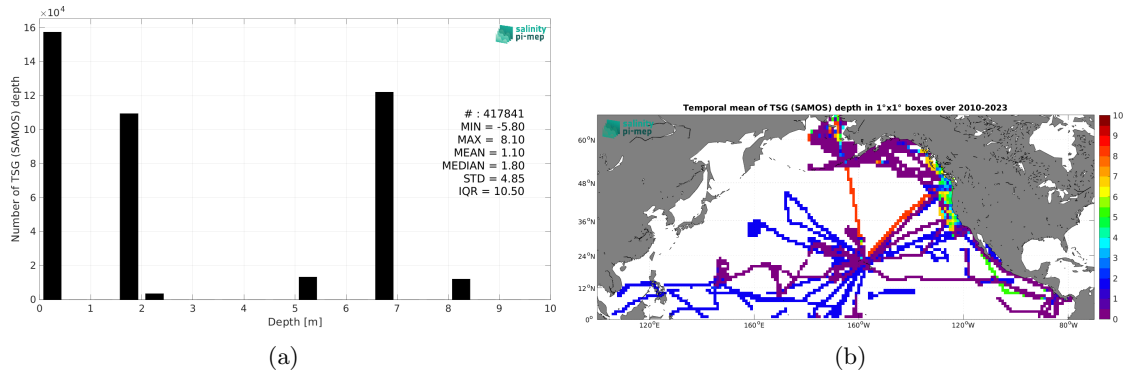 ×10⁴
16
14
12
10
8
6
4
2
0
Number of TSG (SAMOS) depth
salinity
pi-mep
# : 417841
MIN = -5.80
MAX = 8.10
MEAN = 1.10
MEDIAN = 1.80
STD = 4.85
IQR = 10.50
0 1 2 3 4 5 6 7 8 9 10
Depth [m]
(a)
Temporal mean of TSG (SAMOS) depth in 1°x1° boxes over 2010-2023
salinity
pi-mep
60°N
48°N
36°N
24°N
12°N
0°
120°E 160°E 160°W 120°W 80°W
10
9
8
7
6
5
4
3
2
1
0
(b)